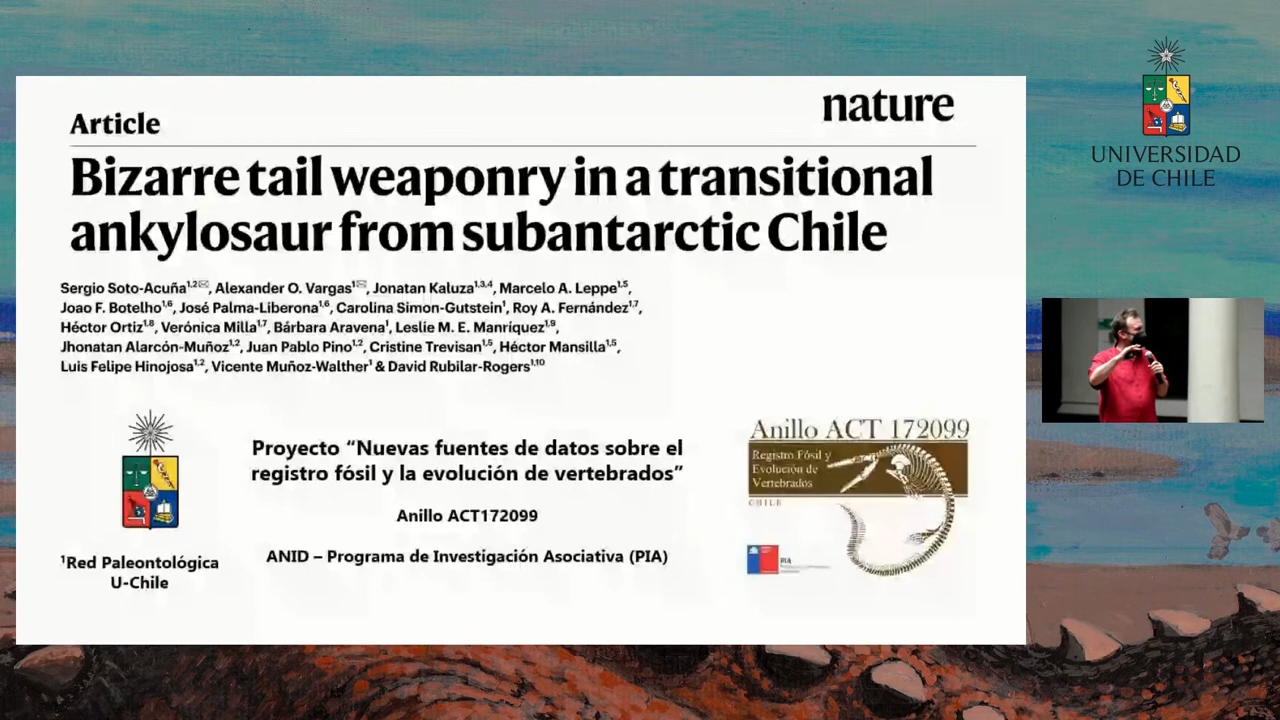 Article
nature
Bizarre tail weaponry in a transitional
ankylosaur from subantarctic Chile
Sergio Soto-Acuña1,2✉, Alexander O. Vargas1✉, Jonatan Kaluza1,3,4, Marcelo A. Leppe1,5,
Joao F. Botelho1,6, José Palma-Liberona1,6, Carolina Simon-Gutstein1, Roy A. Fernández1,7,
Héctor Ortiz1,8, Verónica Milla1,7, Bárbara Aravena1, Leslie M. E. Manríquez1,9,
Jhonatan Alarcón-Muñoz1,2, Juan Pablo Pino1,2, Cristine Trevisan1,5, Héctor Mansilla1,5,
Luis Felipe Hinojosa1,2, Vicente Muñoz-Walther1 & David Rubilar-Rogers1,10
Proyecto “Nuevas fuentes de datos sobre el
registro fósil y la evolución de vertebrados”
Anillo ACT172099
ANID – Programa de Investigación Asociativa (PIA)
1Red Paleontológica
U-Chile
Anillo ACT 172099
Registro Fósil y
Evolución de
Vertebrados
CHILE
PIA
UNIVERSIDAD
DE CHILE